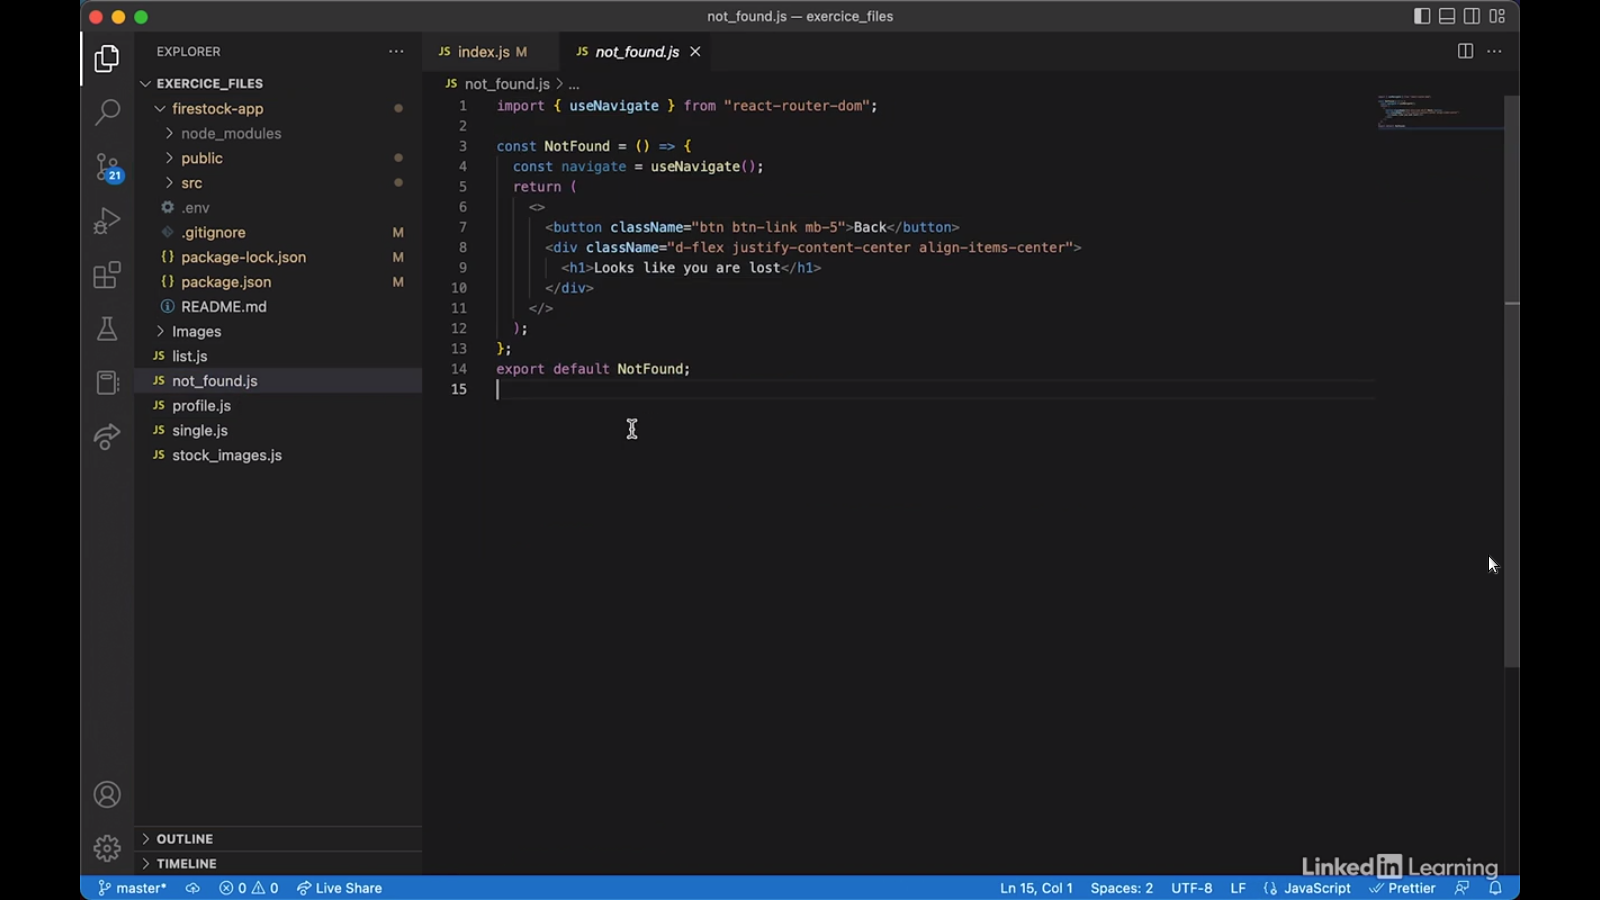 not_found.js — exercice_files
EXPLORER
EXERCICE_FILES
firestock-app
node_modules
public
src
.env
.gitignore M
package-lock.json M
package.json M
README.md
Images
JS list.js
JS not_found.js
JS profile.js
JS single.js
JS stock_images.js
21
OUTLINE
TIMELINE
JS index.js M
JS not_found.js
JS not_found.js > ...
1 import { useNavigate } from "react-router-dom";
2
3 const NotFound = () => {
4 const navigate = useNavigate();
5 return (
6 <>
7 <button className="btn btn-link mb-5">Back</button>
8 <div className="d-flex justify-content-center align-items-center">
9 <h1>Looks like you are lost</h1>
10 </div>
11 </>
12 );
13 };
14 export default NotFound;
15
Linked in Learning
master* 0 0 Live Share Ln 15, Col 1 Spaces: 2 UTF-8 LF {} JavaScript Prettier